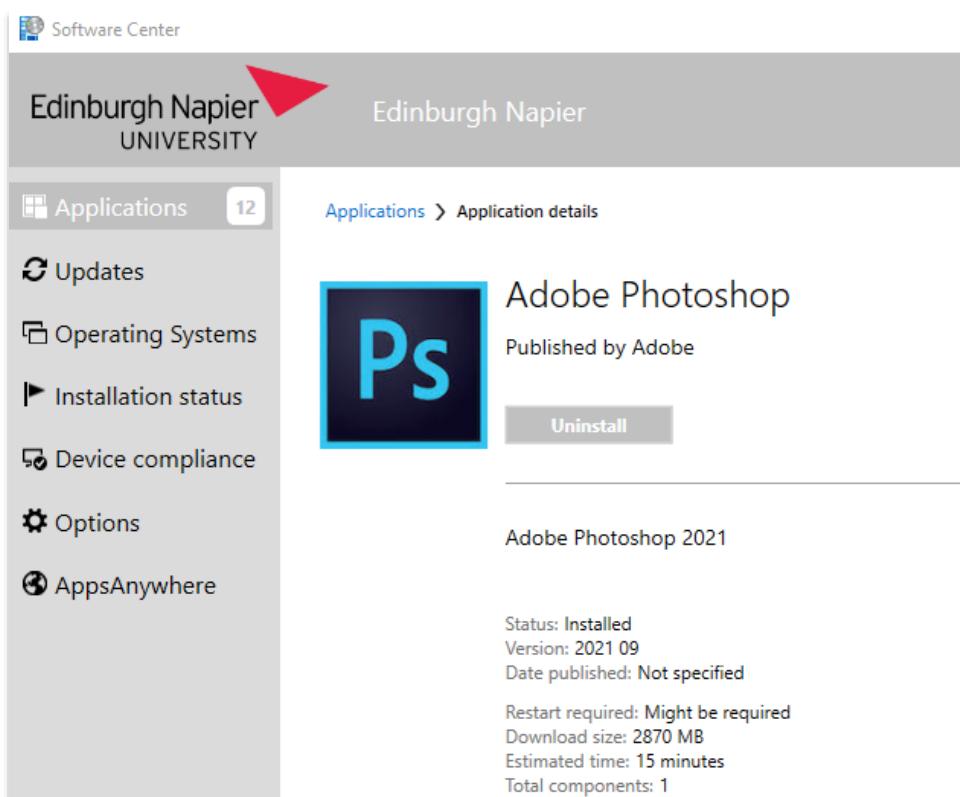 Software Center
Edinburgh Napier
UNIVERSITY
Edinburgh Napier
Applications 12
Updates
Operating Systems
Installation status
Device compliance
Options
AppsAnywhere
Applications ❯ Application details
Ps
Adobe Photoshop
Published by Adobe
Uninstall
Adobe Photoshop 2021
Status: Installed
Version: 2021 09
Date published: Not specified
Restart required: Might be required
Download size: 2870 MB
Estimated time: 15 minutes
Total components: 1